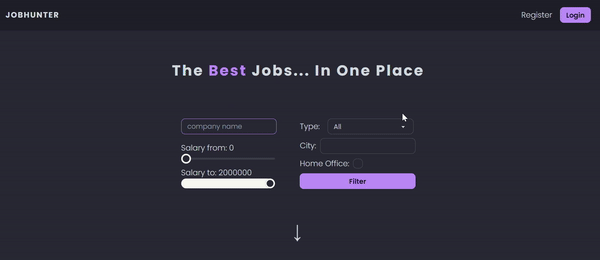 JOBHUNTER
Register
Login
The Best Jobs... In One Place
company name
Salary from: 0
Salary to: 2000000
Type:
All
City:
Home Office:
Filter
↓